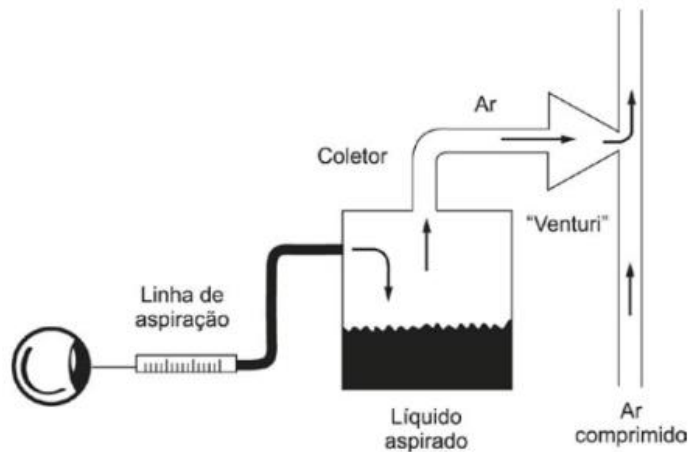 Ar
Coletor
"Venturi"
Linha de
aspiração
Líquido
aspirado
Ar
comprimido